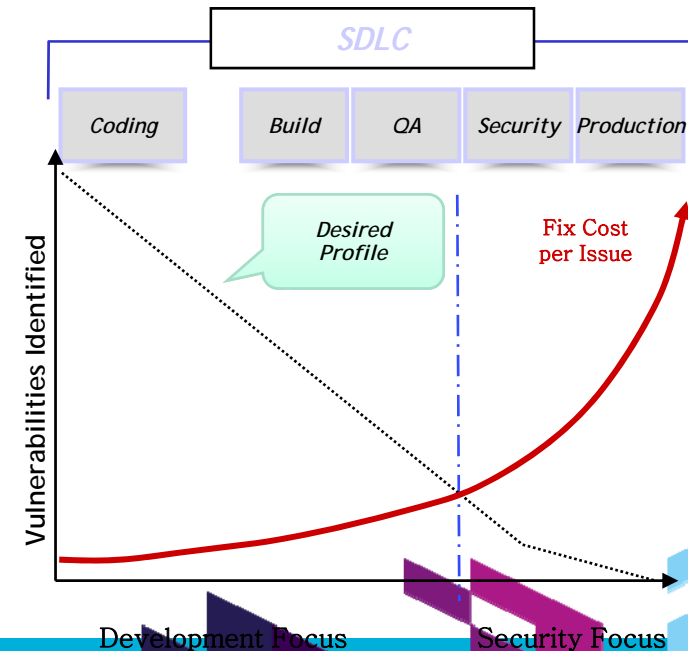 SDLC
Coding
Build
QA
Security
Production
Desired
Profile
Fix Cost
per Issue
Vulnerabilities Identified
Development Focus
Security Focus